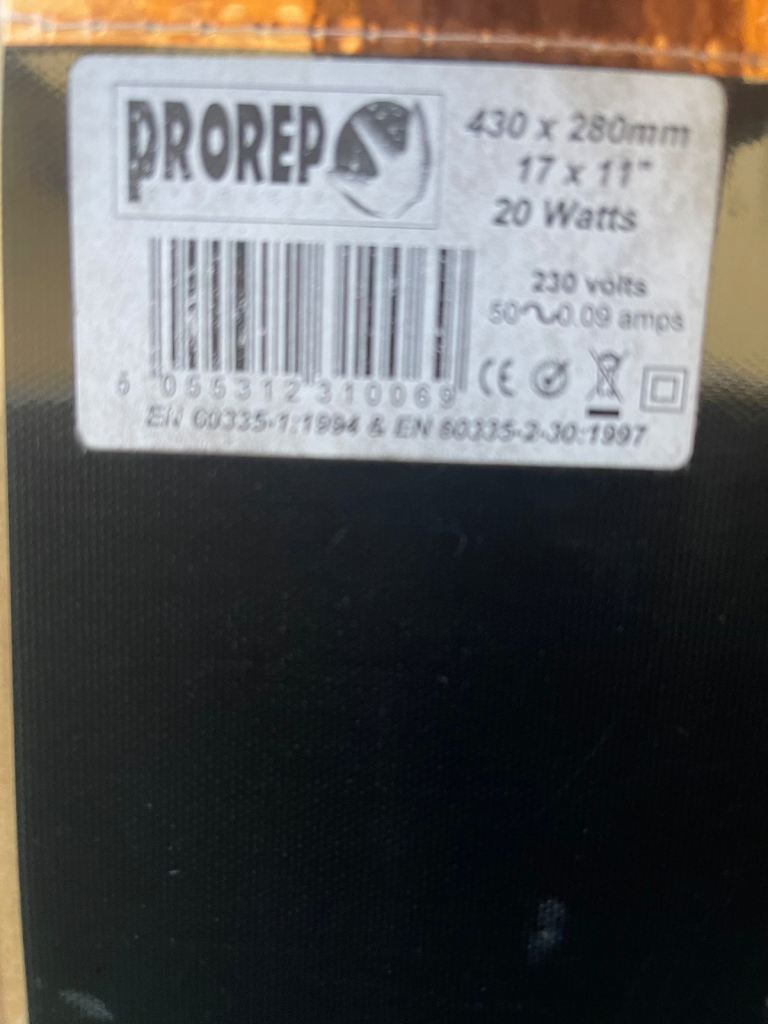 PROREP
430 x 280mm
17 x 11"
20 Watts
230 volts
50~0.09 amps
5 055312 310069
CE
EN 60335-1:1994 & EN 60335-2-30:1997